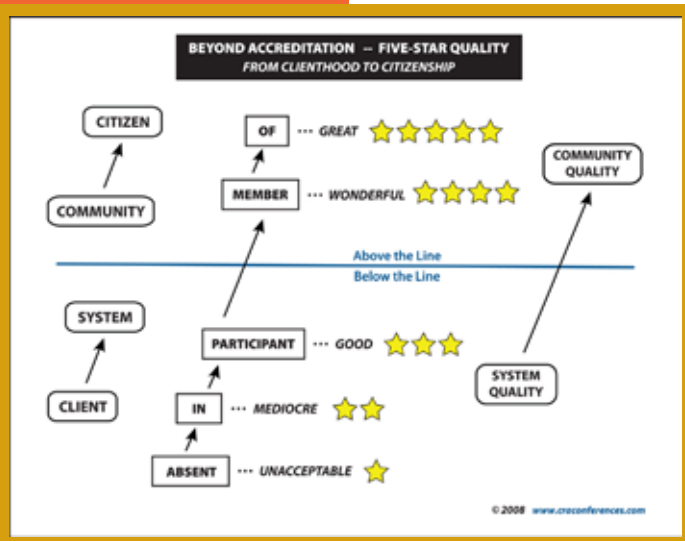 BEYOND ACCREDITATION -- FIVE-STAR QUALITY
FROM CLIENTHOOD TO CITIZENSHIP
CITIZEN
COMMUNITY
OF ... GREAT
MEMBER ... WONDERFUL
COMMUNITY
QUALITY
Above the Line
Below the Line
SYSTEM
CLIENT
PARTICIPANT ... GOOD
IN ... MEDIOCRE
ABSENT ... UNACCEPTABLE
SYSTEM
QUALITY
© 2008 www.craconferences.com